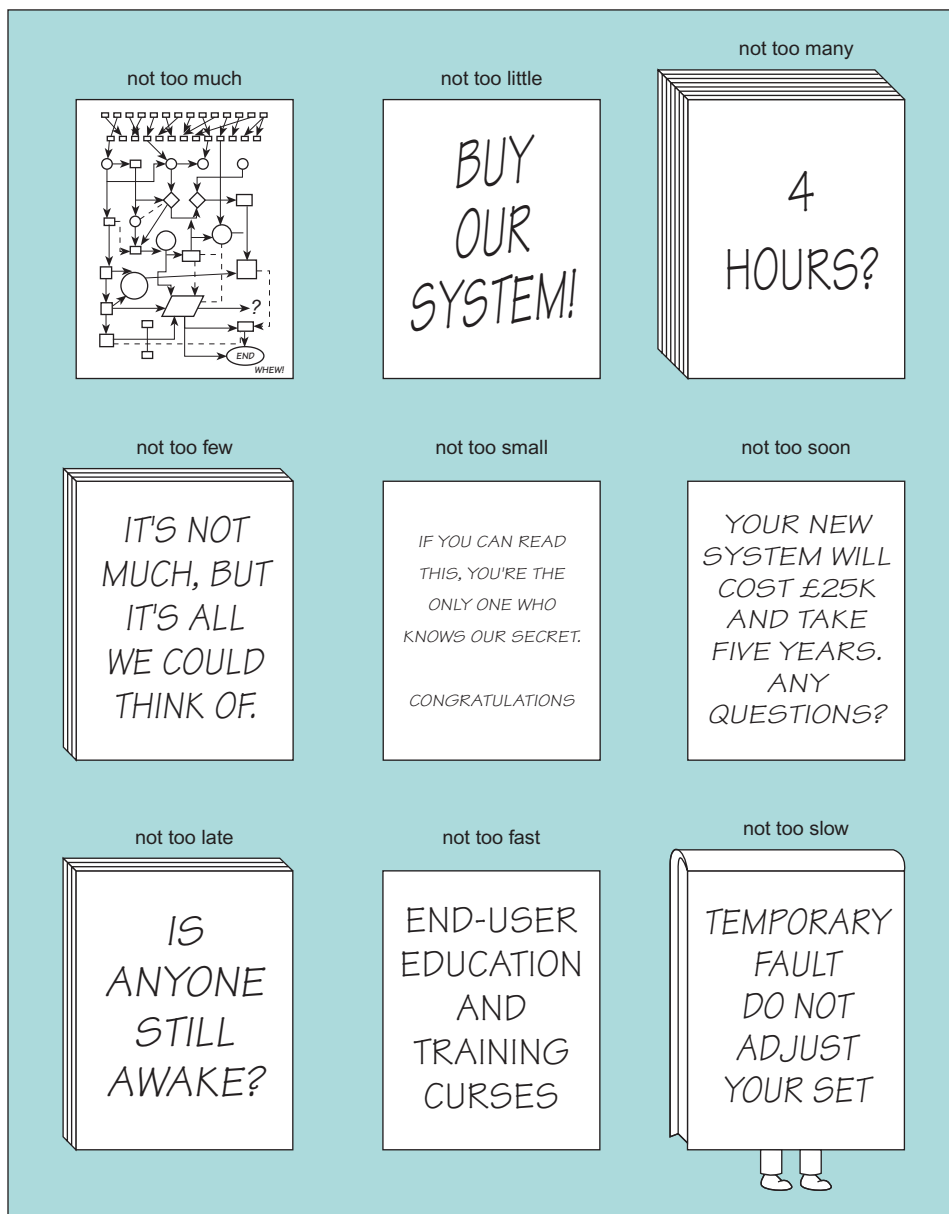 not too much
?
END
WHEW!
not too little
BUY
OUR
SYSTEM!
not too many
4
HOURS?
not too few
IT'S NOT
MUCH, BUT
IT'S ALL
WE COULD
THINK OF.
not too small
IF YOU CAN READ
THIS, YOU'RE THE
ONLY ONE WHO
KNOWS OUR SECRET.
CONGRATULATIONS
not too soon
YOUR NEW
SYSTEM WILL
COST £25K
AND TAKE
FIVE YEARS.
ANY
QUESTIONS?
not too late
IS
ANYONE
STILL
AWAKE?
not too fast
END-USER
EDUCATION
AND
TRAINING
CURSES
not too slow
TEMPORARY
FAULT
DO NOT
ADJUST
YOUR SET